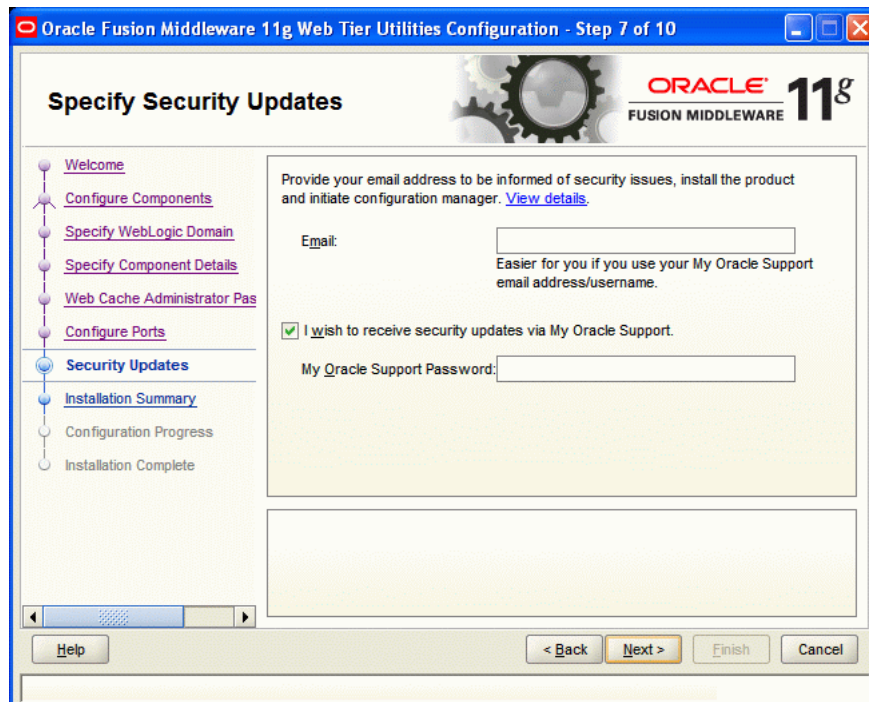 Oracle Fusion Middleware 11g Web Tier Utilities Configuration - Step 7 of 10
Specify Security Updates
ORACLE
FUSION MIDDLEWARE
11g
Welcome
Configure Components
Specify WebLogic Domain
Specify Component Details
Web Cache Administrator Pas
Configure Ports
Security Updates
Installation Summary
Configuration Progress
Installation Complete
Provide your email address to be informed of security issues, install the product
and initiate configuration manager. View details.
Email:
Easier for you if you use your My Oracle Support
email address/username.
I wish to receive security updates via My Oracle Support.
My Oracle Support Password:
Help
< Back
Next >
Finish
Cancel